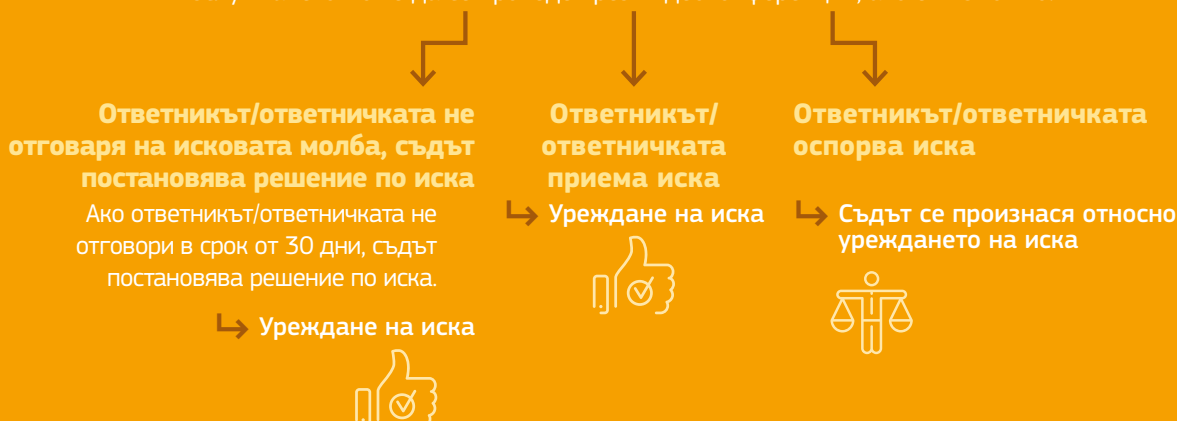 Ответникът/ответничката не
отговаря на исковата молба, съдът
постановява решение по иска
Ако ответникът/ответничката не
отговори в срок от 30 дни, съдът
постановява решение по иска.
Уреждане на иска
Ответникът/
ответничката
приема иска
Уреждане на иска
Ответникът/ответничката
оспорва иска
Съдът се произнася относно
уреждането на иска